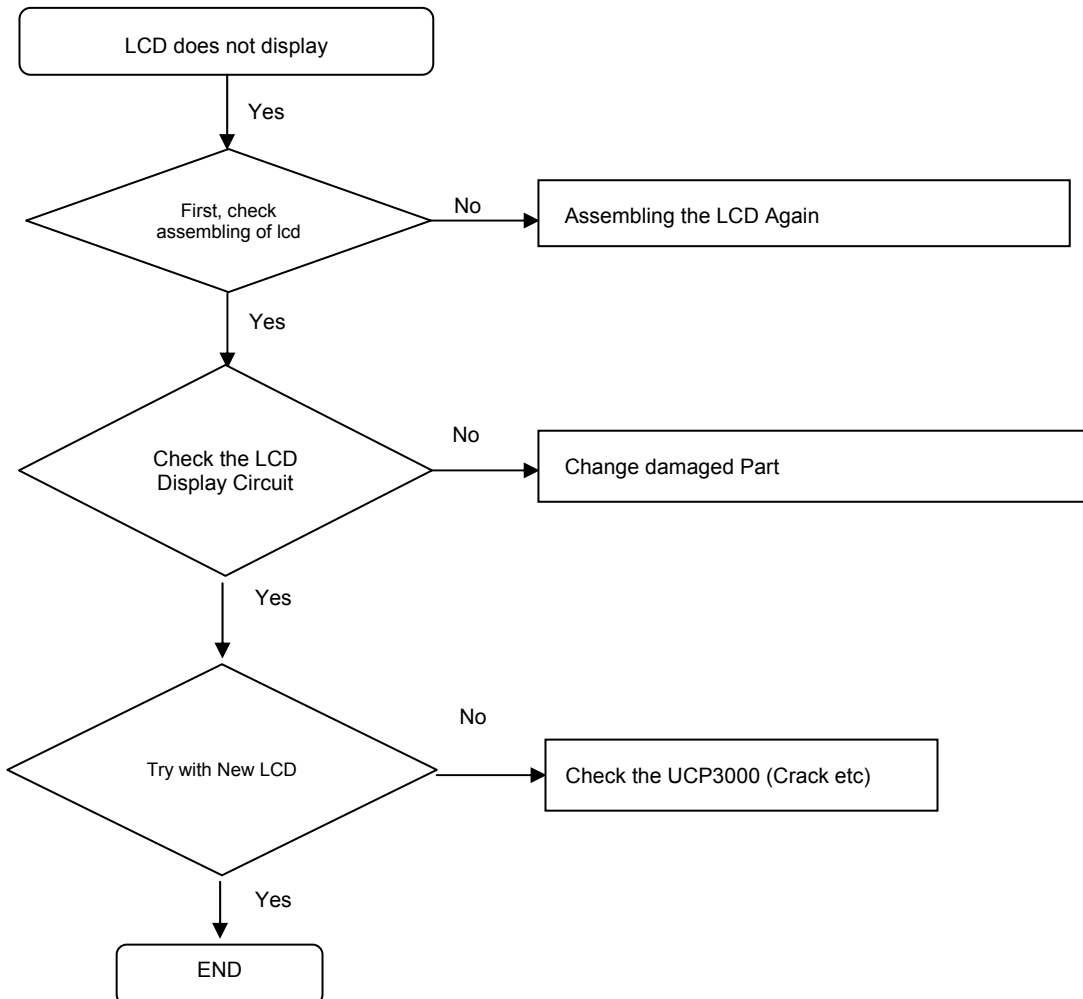 LCD does not display
Yes
First, check
assembling of lcd
No
Assembling the LCD Again
Yes
Check the LCD
Display Circuit
No
Change damaged Part
Yes
Try with New LCD
No
Check the UCP3000 (Crack etc)
Yes
END